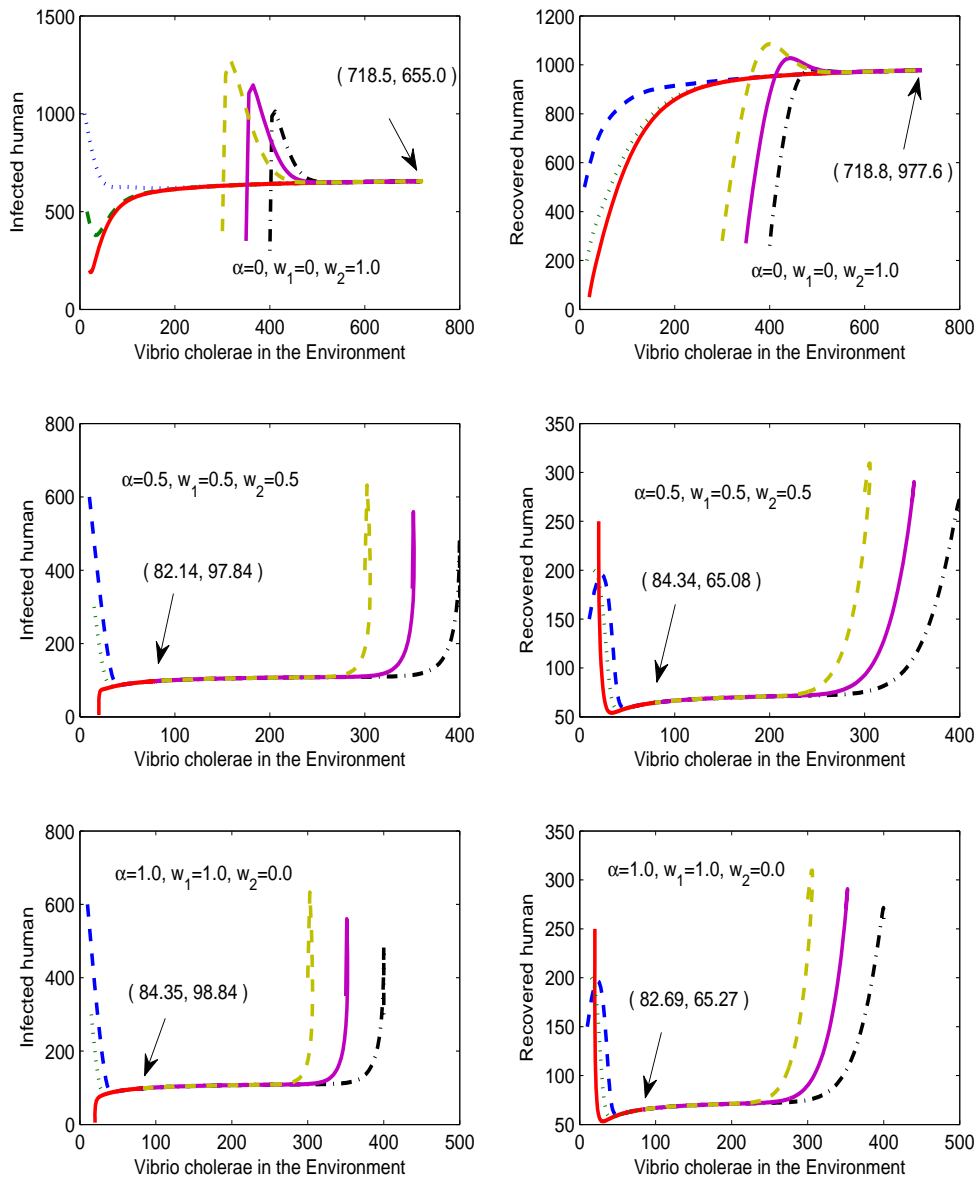 1500
1000
500
0
0
200
400
600
800
Infected human
Vibrio cholerae in the Environment
( 718.5, 655.0 )
α=0, w1=0, w2=1.0
1200
1000
800
600
400
200
0
0
200
400
600
800
Recovered human
Vibrio cholerae in the Environment
( 718.8, 977.6 )
α=0, w1=0, w2=1.0
800
600
400
200
0
0
100
200
300
400
Infected human
Vibrio cholerae in the Environment
α=0.5, w1=0.5, w2=0.5
( 82.14, 97.84 )
350
300
250
200
150
100
50
0
100
200
300
400
Recovered human
Vibrio cholerae in the Environment
α=0.5, w1=0.5, w2=0.5
( 84.34, 65.08 )
800
600
400
200
0
0
100
200
300
400
500
Infected human
Vibrio cholerae in the Environment
α=1.0, w1=1.0, w2=0.0
( 84.35, 98.84 )
350
300
250
200
150
100
50
0
100
200
300
400
500
Recovered human
Vibrio cholerae in the Environment
α=1.0, w1=1.0, w2=0.0
( 82.69, 65.27 )